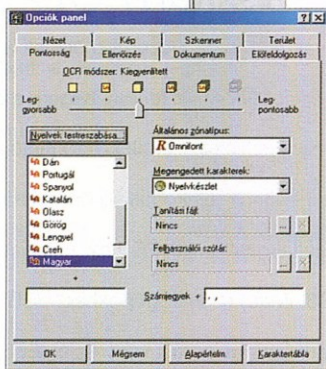 Opciók panel
Nézet Kép Szkenner Terület
Pontosság Ellenőrzés Dokumentum Előfeldolgozás
OCR módszer: Kiegyenlített
Leg-
gyorsabb
Leg-
pontosabb
Nyelvek testreszabása...
Általános zónatípus:
Omnifont
Dán
Portugál
Spanyol
Katalán
Olasz
Görög
Lengyel
Cseh
Magyar
Megengedett karakterek:
Nyelvkészlet
Tanítási fájl:
Nincs ...
Felhasználói szótár:
Nincs ...
+
Számjegyek + . ,
OK Mégsem Alapértelm. Karaktertábla